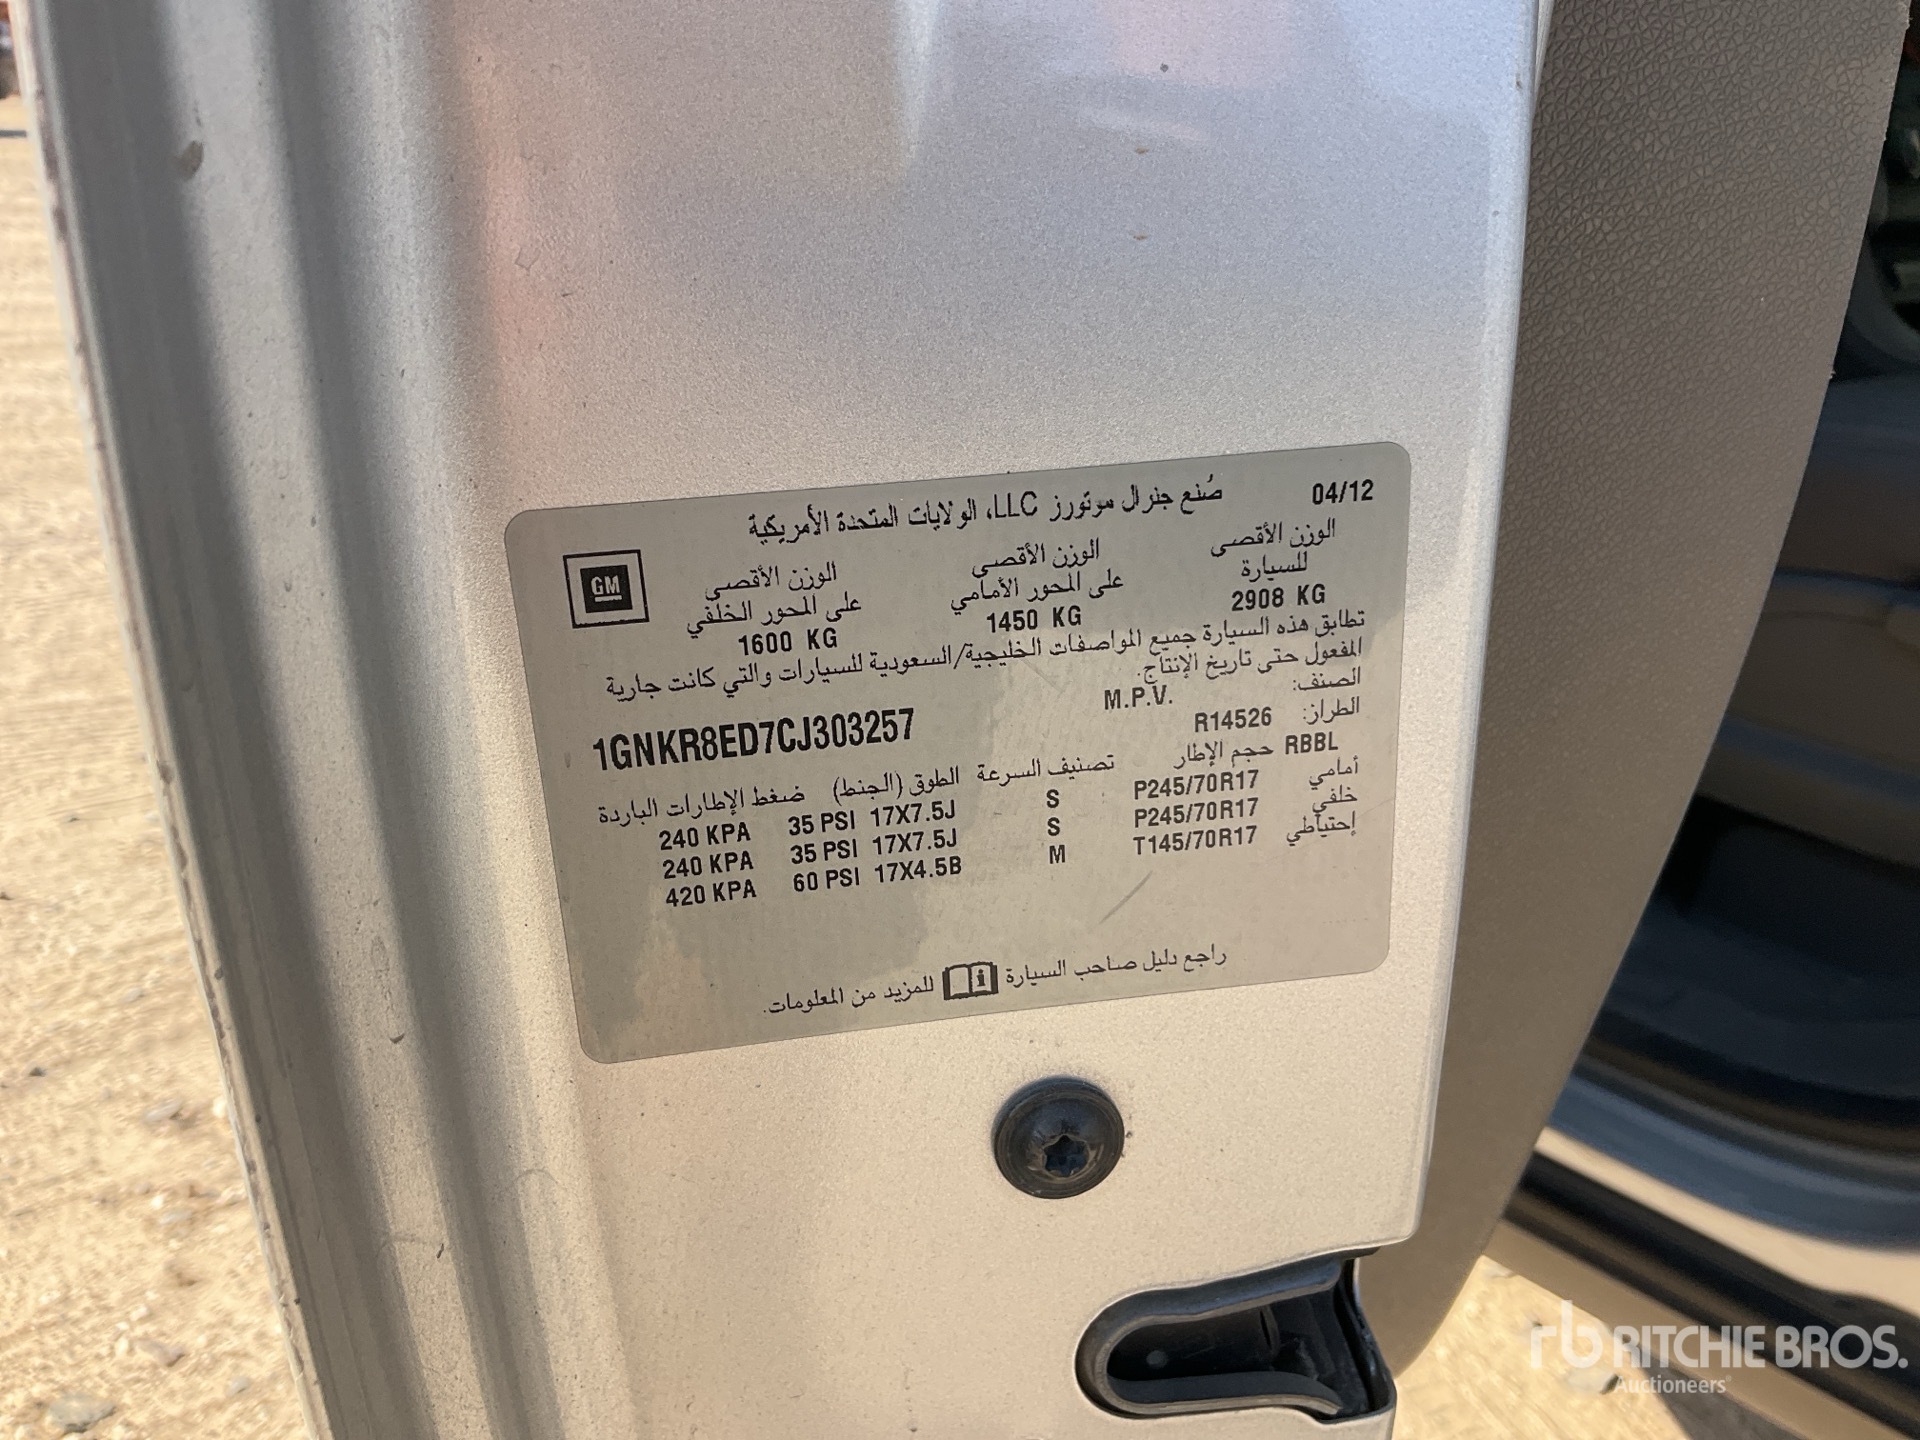 صُنع جنرال موتورز LLC، الولايات المتحدة الأمريكية 04/12
GM
الوزن الأقصى للسيارة
2908 KG
الوزن الأقصى على المحور الأمامي
1450 KG
الوزن الأقصى على المحور الخلفي
1600 KG
تطابق هذه السيارة جميع المواصفات الخليجية/السعودية للسيارات والتي كانت جارية
المفعول حتى تاريخ الإنتاج.
الصنف: M.P.V.
1GNKR8ED7CJ303257
الطراز: R14526
RBBL حجم الإطار تصنيف السرعة الطوق (الجنط) ضغط الإطارات الباردة
أمامي P245/70R17 S 17X7.5J 35 PSI 240 KPA
خلفي P245/70R17 S 17X7.5J 35 PSI 240 KPA
إحتياطي T145/70R17 M 17X4.5B 60 PSI 420 KPA
راجع دليل صاحب السيارة i للمزيد من المعلومات.
rb RITCHIE BROS.
Auctioneers